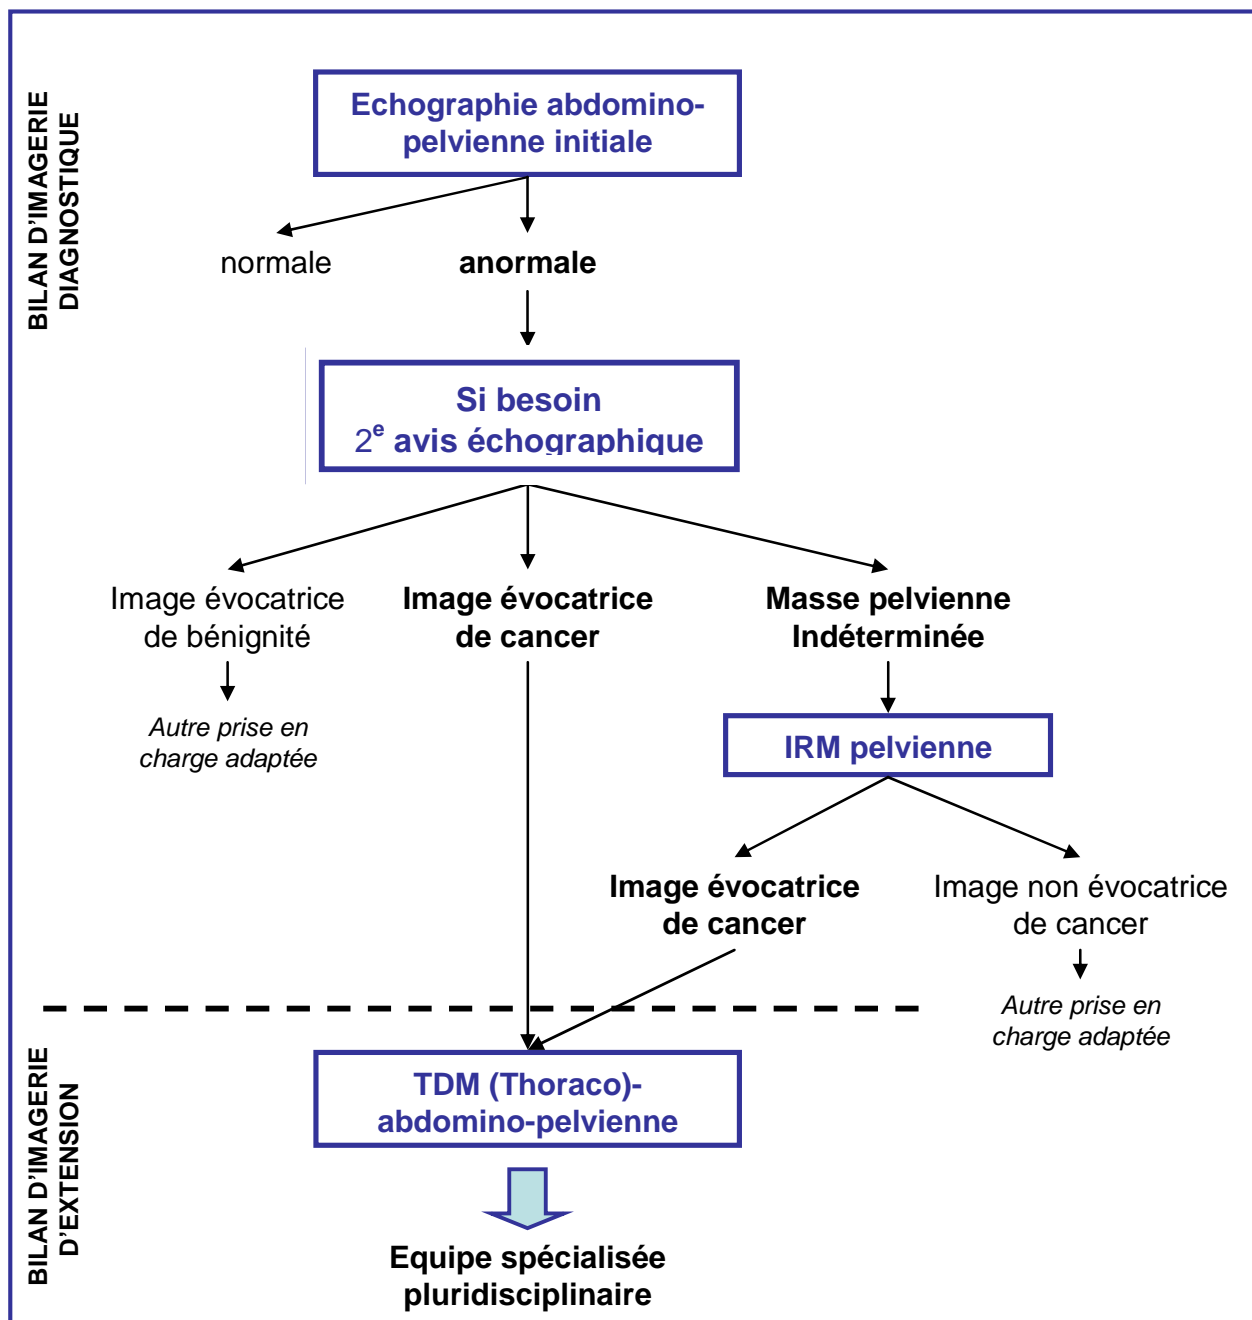 BILAN D'IMAGERIE
DIAGNOSTIQUE
Echographie abdomino-
pelvienne initiale
normale
anormale
Si besoin
2e avis échographique
Image évocatrice
de bénignité
Image évocatrice
de cancer
Masse pelvienne
Indéterminée
Autre prise en
charge adaptée
IRM pelvienne
Image évocatrice
de cancer
Image non évocatrice
de cancer
Autre prise en
charge adaptée
BILAN D'IMAGERIE
D'EXTENSION
TDM (Thoraco)-
abdomino-pelvienne
Equipe spécialisée
pluridisciplinaire